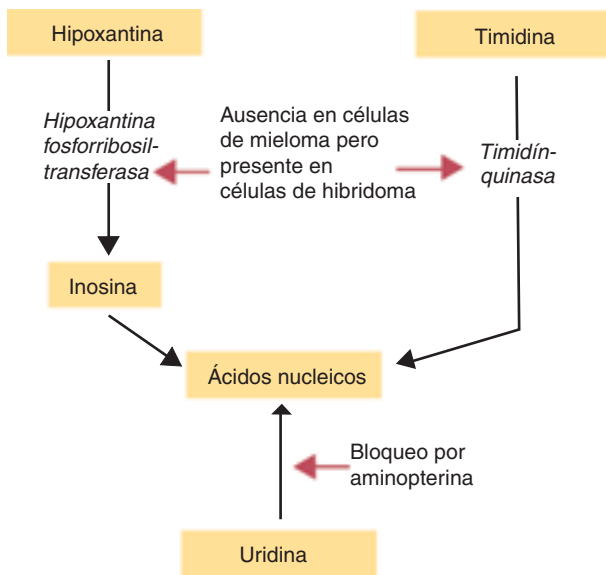 Hipoxantina
Timidina
Hipoxantina
fosforribosil-
transferasa
Ausencia en células
de mieloma pero
presente en
células de hibridoma
Timidín-
quinasa
Inosina
Ácidos nucleicos
Bloqueo por
aminopterina
Uridina